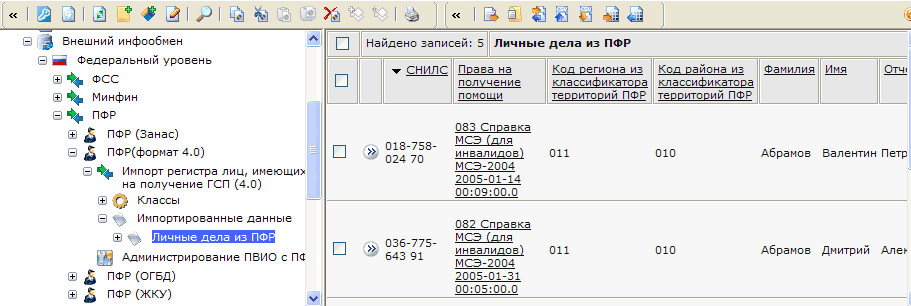 «
«
Внешний инфообмен
Федеральный уровень
ФСС
Минфин
ПФР
ПФР (Занас)
ПФР(формат 4.0)
Импорт регистра лиц, имеющих
на получение ГСП (4.0)
Классы
Импортированные данные
Личные дела из ПФР
Администрирование ПВИО с ПФ
ПФР (ОГБД)
ПФР (ЖКУ)
Найдено записей: 5 Личные дела из ПФР
СНИЛС
Права на
получение
помощи
Код региона из
классификатора
территорий ПФР
Код района из
классификатора
территорий ПФР
Фамилия
Имя
Отче
018-758-
024 70
083 Справка
МСЭ (для
инвалидов)
МСЭ-2004
2005-01-14
00:09:00.0
011
010
Абрамов
Валентин
Петр
036-775-
643 91
082 Справка
МСЭ (для
инвалидов)
МСЭ-2004
2005-01-31
00:05:00.0
011
010
Абрамов
Дмитрий
Алек